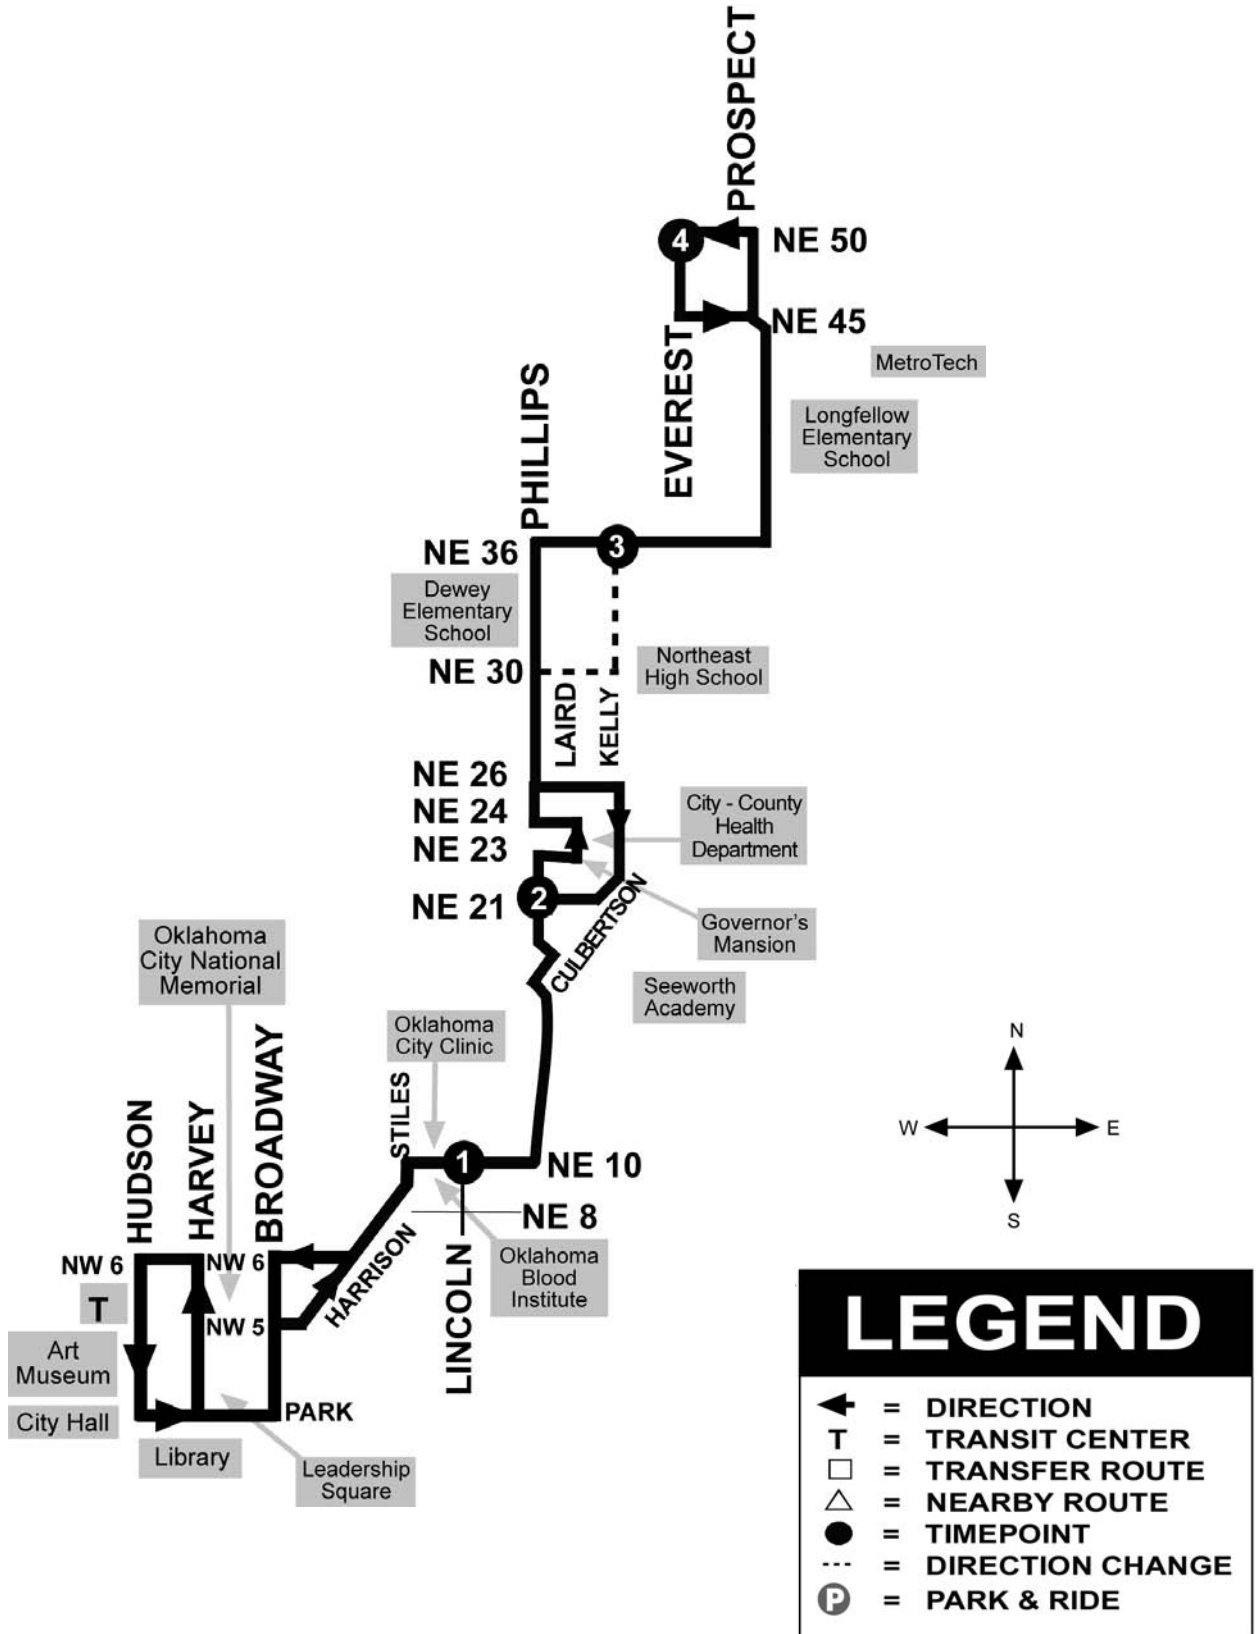 PROSPECT
4
NE 50
NE 45
EVEREST
MetroTech
Longfellow
Elementary
School
PHILLIPS
NE 36
3
Dewey
Elementary
School
NE 30
LAIRD
KELLY
Northeast
High School
NE 26
NE 24
NE 23
NE 21
2
City - County
Health
Department
CULBERTSON
Governor's
Mansion
Seeworth
Academy
Oklahoma
City National
Memorial
Oklahoma
City Clinic
STILES
HUDSON
HARVEY
BROADWAY
1
NE 10
NE 8
HARRISON
LINCOLN
Oklahoma
Blood
Institute
NW 6
NW 6
T
NW 5
Art
Museum
City Hall
PARK
Library
Leadership
Square
N
W
E
S
LEGEND
= DIRECTION
T = TRANSIT CENTER
= TRANSFER ROUTE
= NEARBY ROUTE
= TIMEPOINT
--- = DIRECTION CHANGE
P = PARK & RIDE